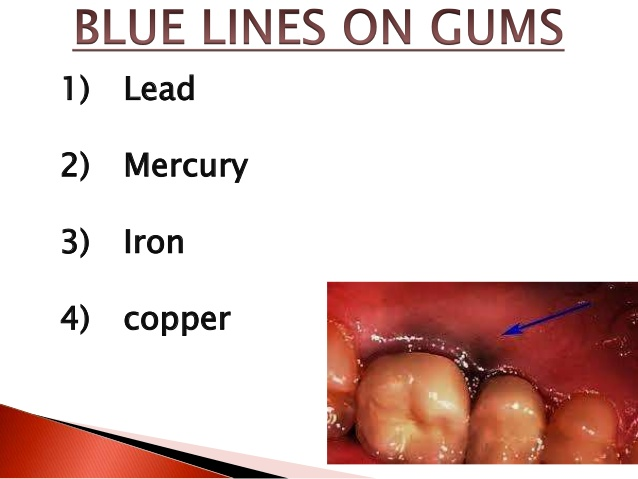 BLUE LINES ON GUMS
1) Lead
2) Mercury
3) Iron
4) copper